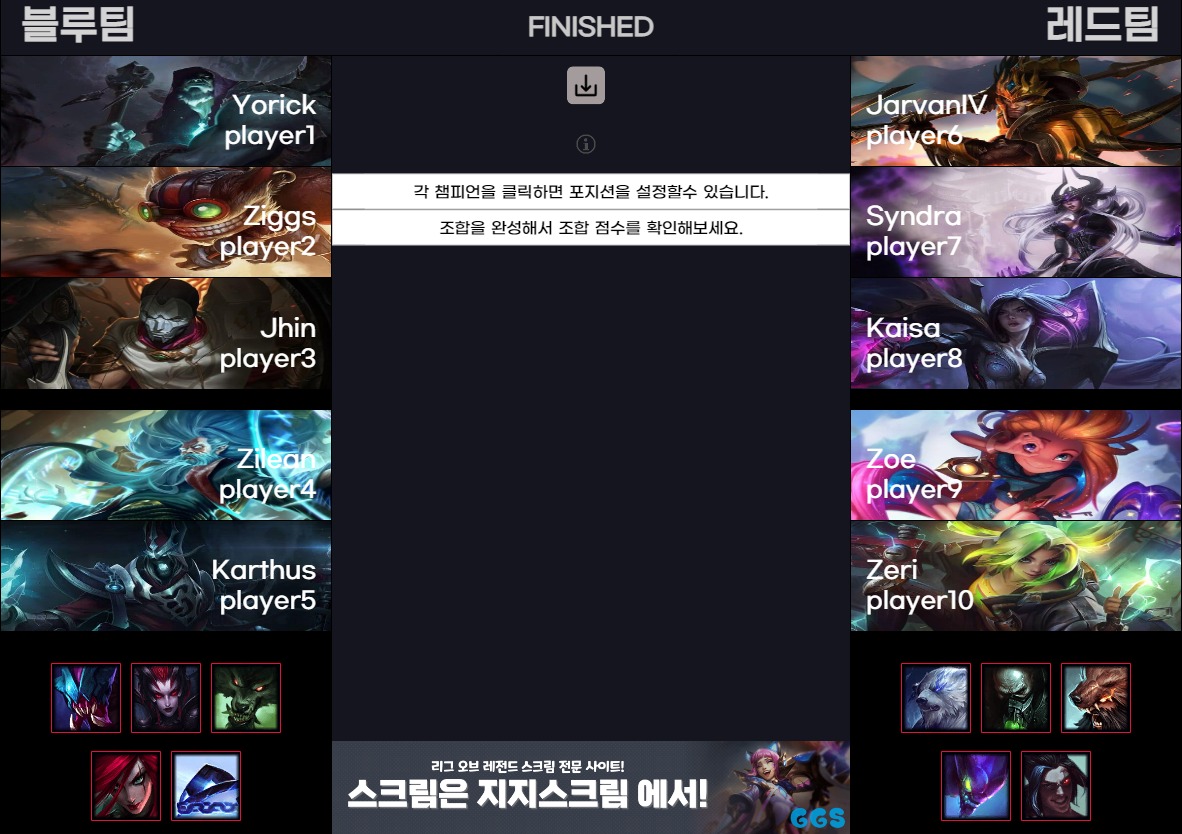 블루팀
FINISHED
레드팀
Yorick
player1
Ziggs
player2
Jhin
player3
Zilean
player4
Karthus
player5
각 챔피언을 클릭하면 포지션을 설정할수 있습니다.
조합을 완성해서 조합 점수를 확인해보세요.
JarvanIV
player6
Syndra
player7
Kaisa
player8
Zoe
player9
Zeri
player10
리그 오브 레전드 스크림 전문 사이트!
스크림은 지지스크림 에서!
GGS